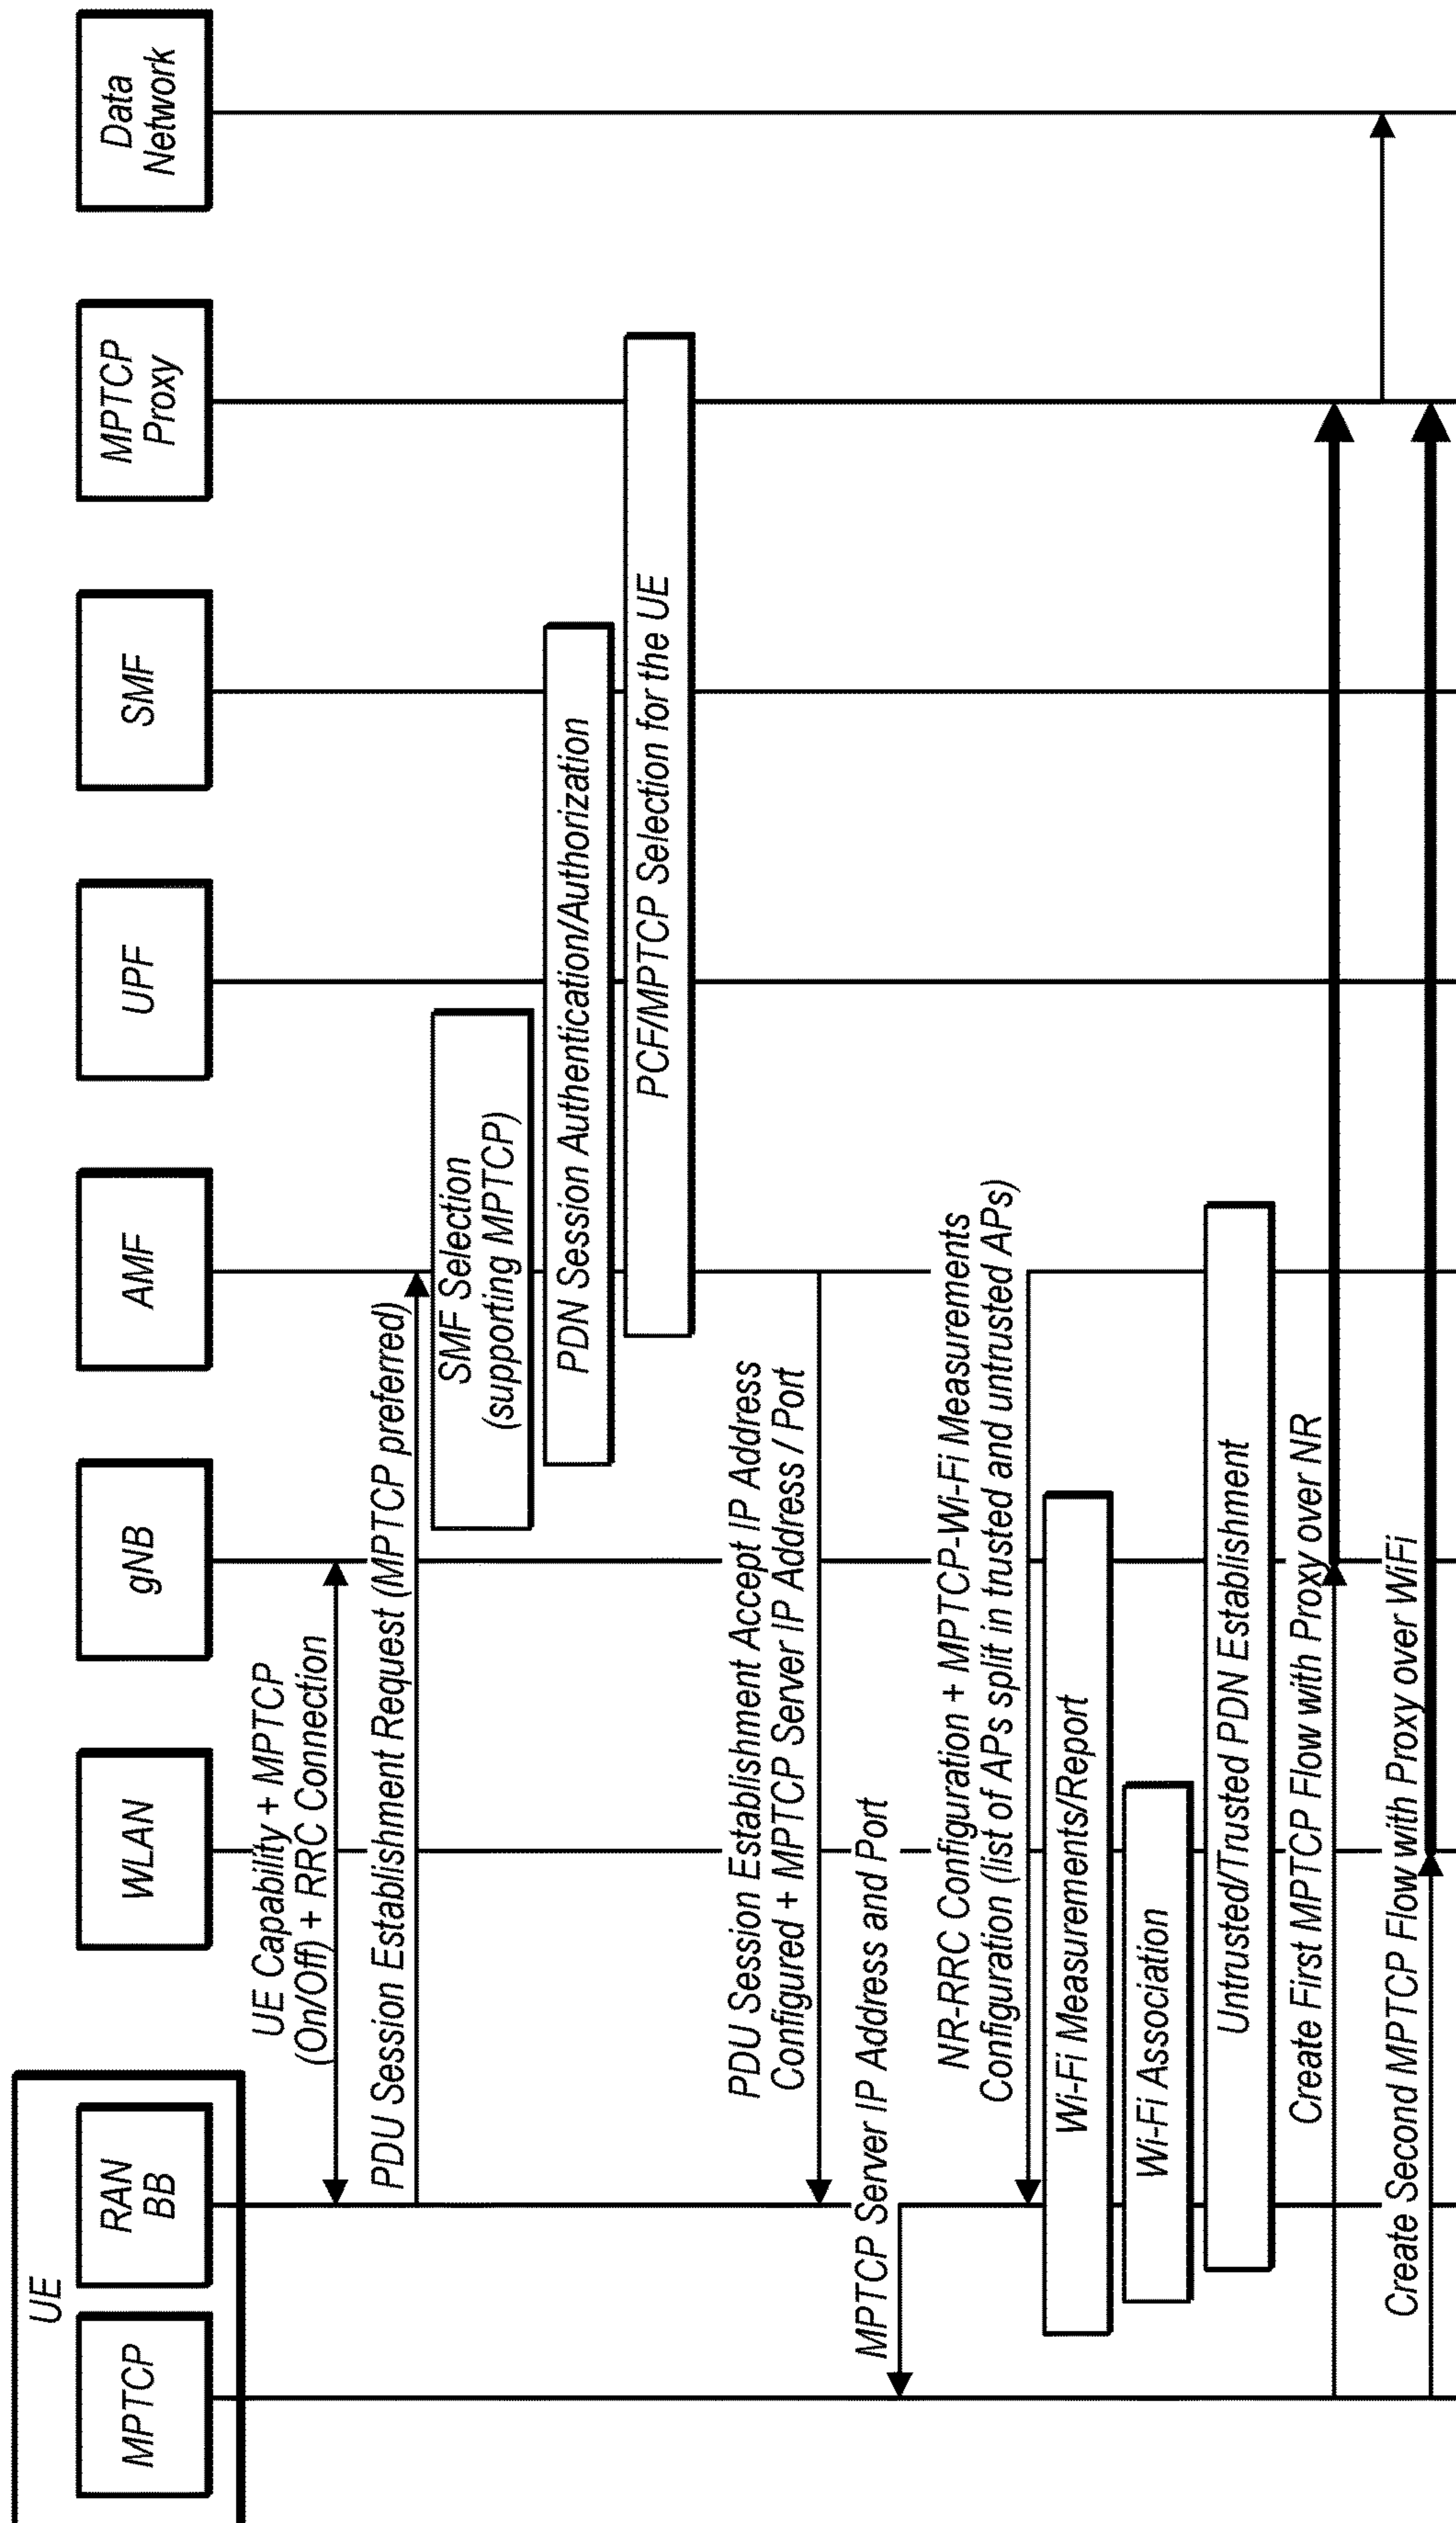 UE
MPTCP
RAN
BB
WLAN
gNB
AMF
UPF
SMF
MPTCP
Proxy
Data
Network
UE Capability + MPTCP
(On/Off) + RRC Connection
PDU Session Establishment Request (MPTCP preferred)
SMF Selection
(supporting MPTCP)
PDN Session Authentication/Authorization
PCF/MPTCP Selection for the UE
PDU Session Establishment Accept IP Address
Configured + MPTCP Server IP Address / Port
MPTCP Server IP Address and Port
NR-RRC Configuration + MPTCP-Wi-Fi Measurements
Configuration (list of APs split in trusted and untrusted APs)
Wi-Fi Measurements/Report
Wi-Fi Association
Untrusted/Trusted PDN Establishment
Create First MPTCP Flow with Proxy over NR
Create Second MPTCP Flow with Proxy over WiFi